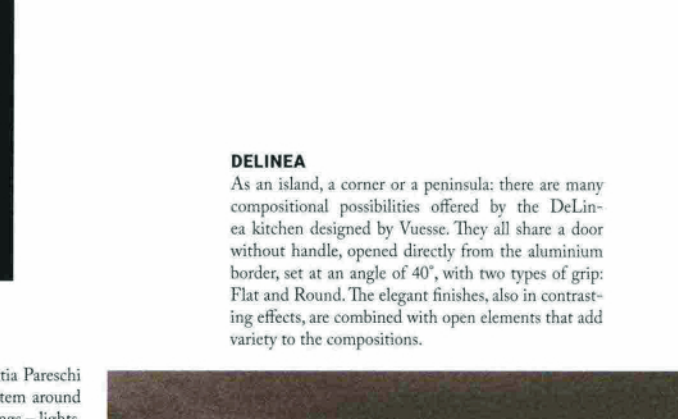 DELINEA
As an island, a corner or a peninsula: there are many
compositional possibilities offered by the DeLin-
ea kitchen designed by Vuesse. They all share a door
without handle, opened directly from the aluminium
border, set at an angle of 40°, with two types of grip:
Flat and Round. The elegant finishes, also in contrast-
ing effects, are combined with open elements that add
variety to the compositions.
tia Pareschi
tem around
lights